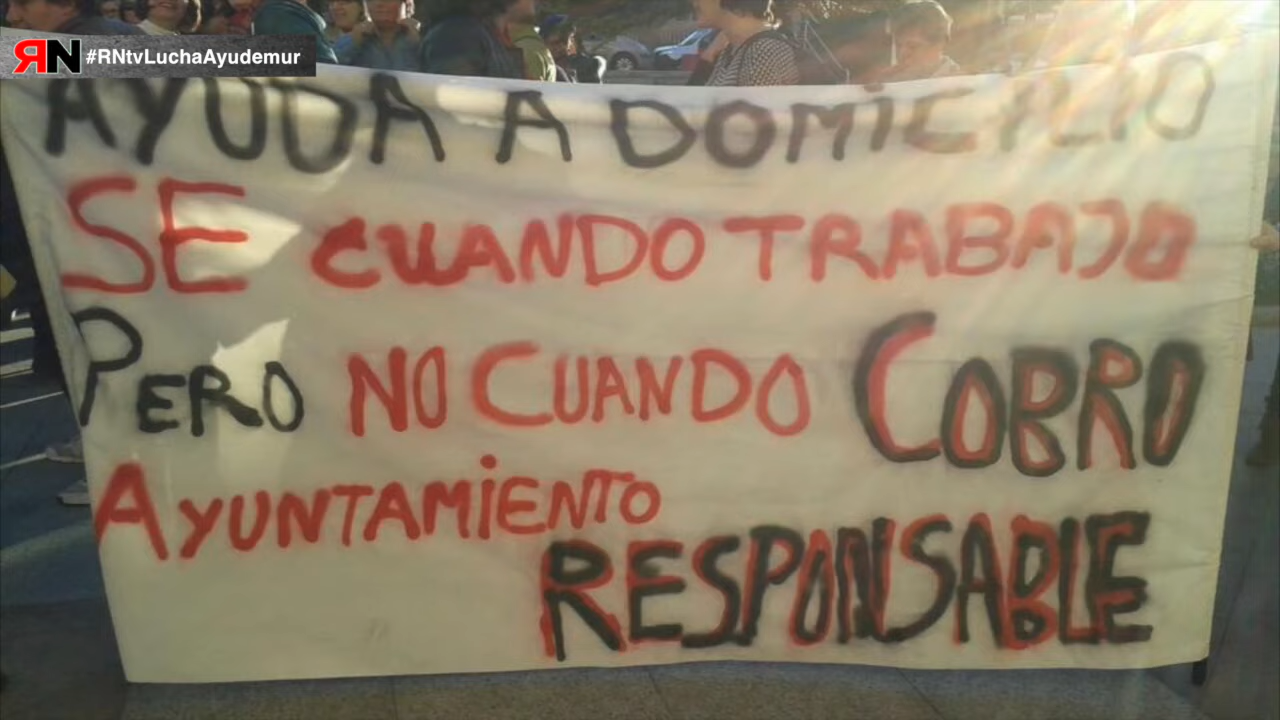 RN #RNtvLuchaAyudemur
AYUDA A DOMICILIO
SE CUANDO TRABAJO
PERO NO CUANDO COBRO
AYUNTAMIENTO
RESPONSABLE